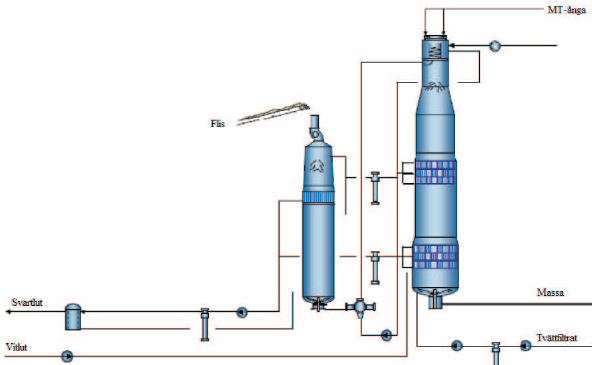 MT-ånga
Flis
Svartlut
Massa
Vitlut
Tvättfiltrat